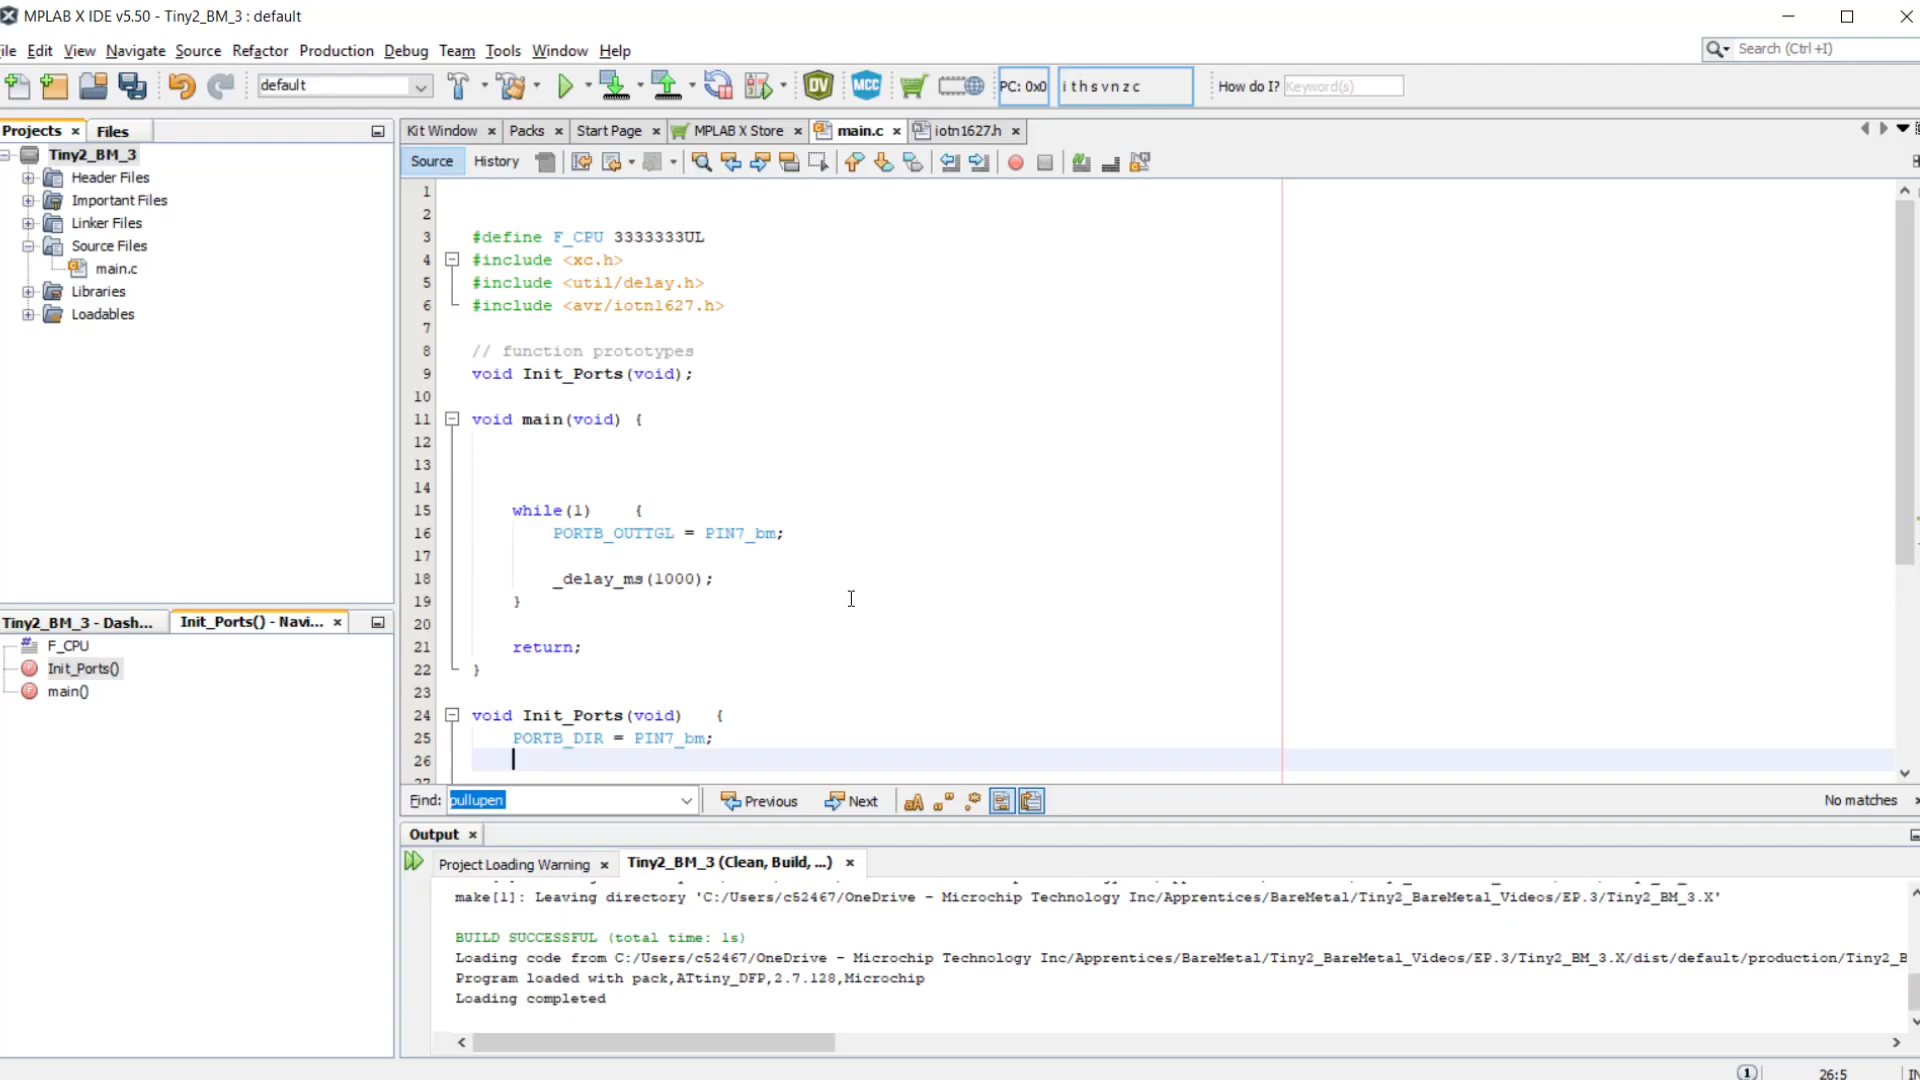 MPLAB X IDE v5.50 - Tiny2_BM_3 : default
ile Edit View Navigate Source Refactor Production Debug Team Tools Window Help
Search (Ctrl +I)
default
DV
MCC
PC: 0x0
i t h s v n z c
How do I? Keyword(s)
Projects
Files
Tiny2_BM_3
Header Files
Important Files
Linker Files
Source Files
main.c
Libraries
Loadables
Tiny2_BM_3 - Dash...
Init_Ports() - Navi...
F_CPU
Init_Ports()
main()
Kit Window
Packs
Start Page
MPLAB X Store
main.c
iotn1627.h
Source
History
1
2
3 #define F_CPU 3333333UL
4 #include <xc.h>
5 #include <util/delay.h>
6 #include <avr/iotn1627.h>
7
8 // function prototypes
9 void Init_Ports(void);
10
11 void main(void) {
12
13
14
15 while(1) {
16 PORTB_OUTTGL = PIN7_bm;
17
18 _delay_ms(1000);
19 }
20
21 return;
22 }
23
24 void Init_Ports(void) {
25 PORTB_DIR = PIN7_bm;
26
27
Find: pullupen
Previous
Next
No matches
Output
Project Loading Warning
Tiny2_BM_3 (Clean, Build, ...)
make[1]: Leaving directory 'C:/Users/c52467/OneDrive - Microchip Technology Inc/Apprentices/BareMetal/Tiny2_BareMetal_Videos/EP.3/Tiny2_BM_3.X'
BUILD SUCCESSFUL (total time: 1s)
Loading code from C:/Users/c52467/OneDrive - Microchip Technology Inc/Apprentices/BareMetal/Tiny2_BareMetal_Videos/EP.3/Tiny2_BM_3.X/dist/default/production/Tiny2_B
Program loaded with pack,ATtiny_DFP,2.7.128,Microchip
Loading completed
1
26:5
IN